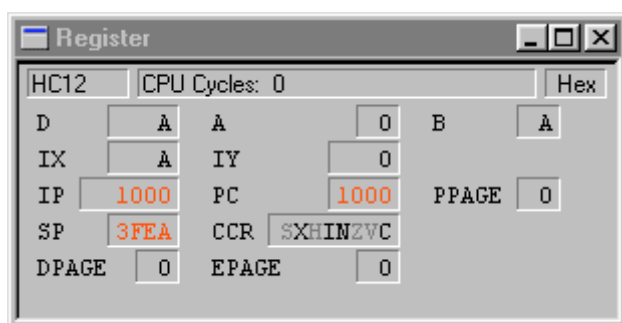 Register
HC12 CPU Cycles: 0 Hex
D A A 0 B A
IX A IY 0
IP 1000 PC 1000 PPAGE 0
SP 3FEA CCR SXHINZVC
DPAGE 0 EPAGE 0